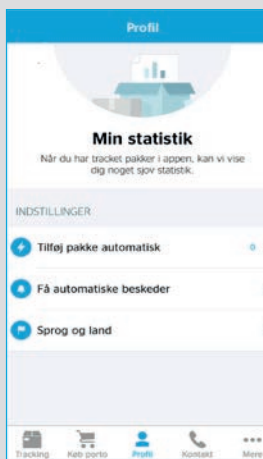 Profil
Min statistik
Når du har tracket pakker i appen, kan vi vise
dig noget sjov statistik.
INDSTILLINGER
Tilføj pakke automatisk
Få automatiske beskeder
Sprog og land
Tracking Køb porto Profil Kontakt Mere